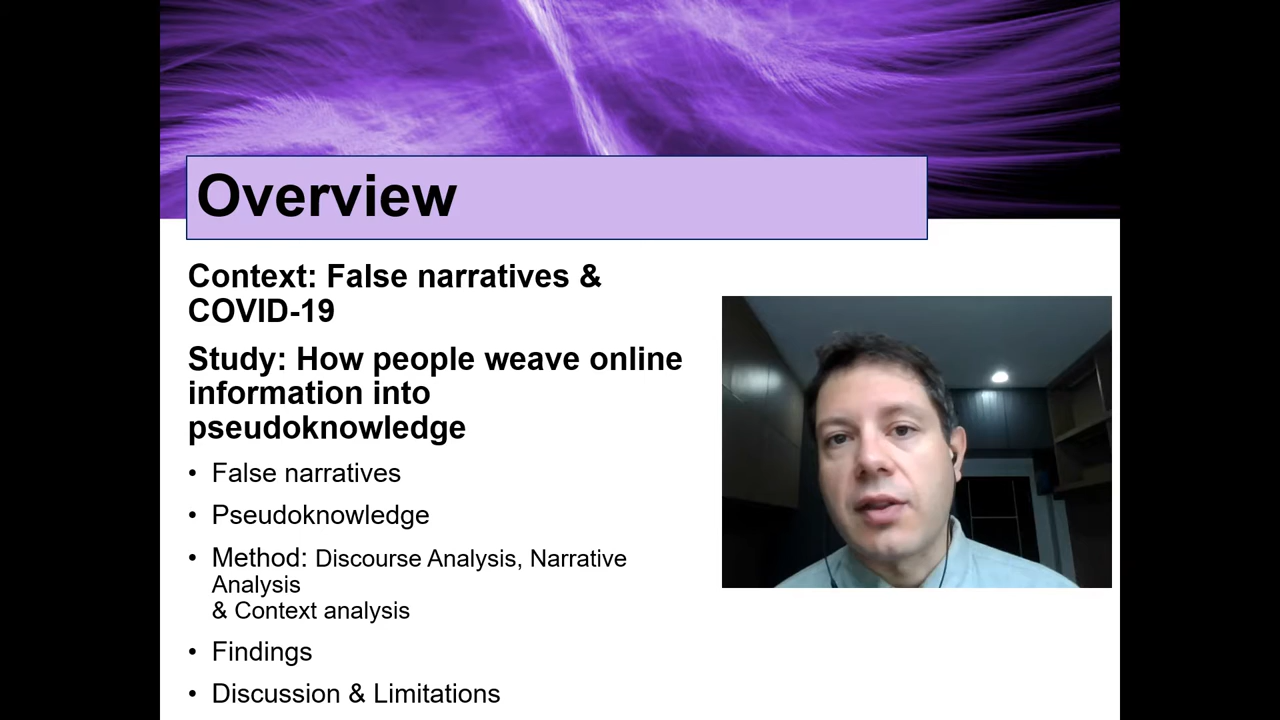 Overview
Context: False narratives &
COVID-19
Study: How people weave online
information into
pseudoknowledge
• False narratives
• Pseudoknowledge
• Method: Discourse Analysis, Narrative
Analysis
& Context analysis
• Findings
• Discussion & Limitations